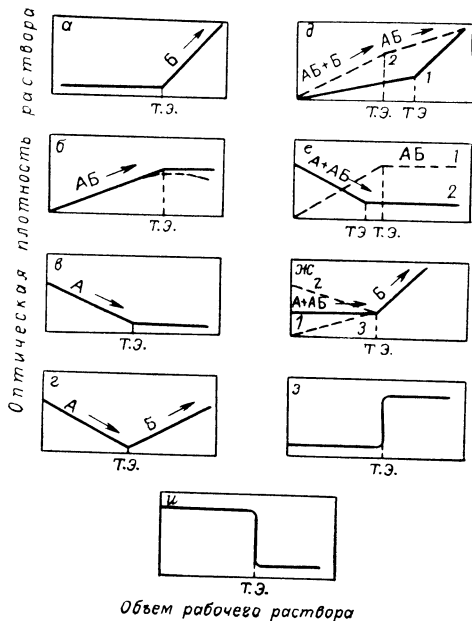 Оптическая плотность раствора
а
Б
Т.Э.
б
АБ
Т.Э.
в
А
Т.Э.
г
А
Б
Т.Э.
д
АБ+Б
АБ
2
1
Т.Э.
ТЭ
е
А+АБ
АБ
1
2
ТЭ
Т.Э.
ж
2
А+АБ
1
3
Б
Т Э.
з
Т.Э.
и
Т.Э.
Объем рабочего раствора